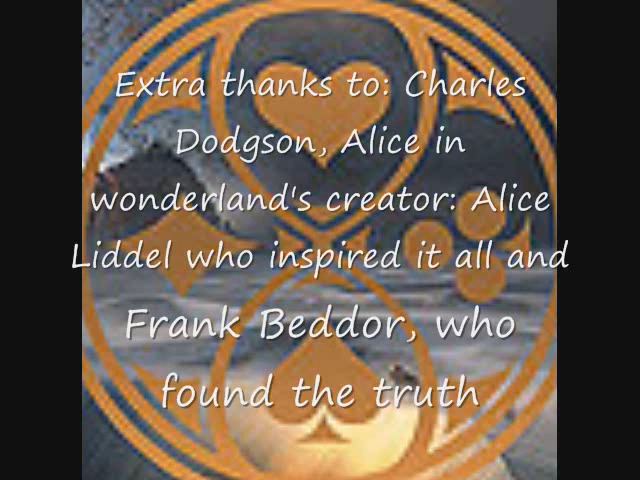 Extra thanks to: Charles
Dodgson, Alice in
wonderland's creator: Alice
Liddel who inspired it all and
Frank Beddor, who
found the truth